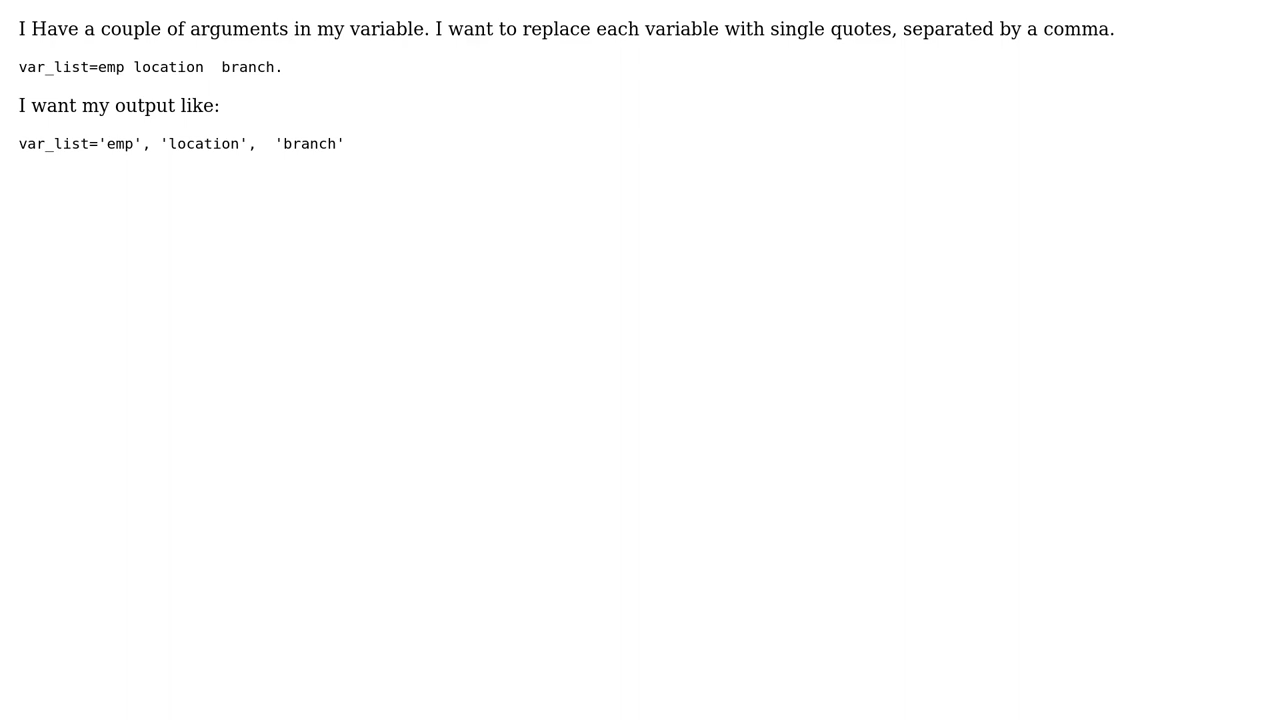 I Have a couple of arguments in my variable. I want to replace each variable with single quotes, separated by a comma.
var_list=emp location  branch.
I want my output like:
var_list='emp', 'location',  'branch'